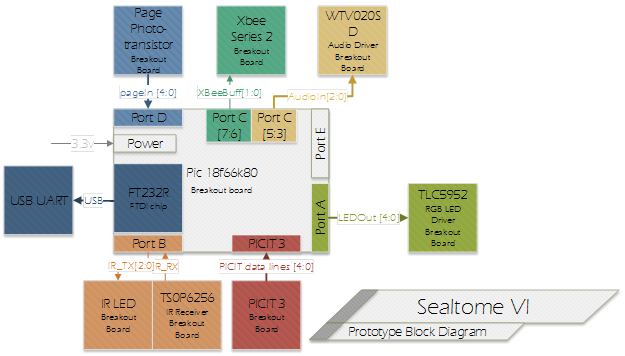 Page
Photo-
transistor
Breakout
Board
Xbee
Series 2
Breakout
Board
WTV020S
D
Audio Driver
Breakout
Board
pageIn [4:0]
XBeeBuff[1:0]
AudioIn[2:0]
Port D
Port C
[7:6]
Port C
[5:3]
Port E
3.3v
Power
Pic 18f66k80
Breakout board
USB UART
USB
FT232R
FTDI chip
Port A
LEDOut [4:0]
TLC5952
RGB LED
Driver
Breakout
Board
Port B
PICIT 3
IR_TX[2:0]
R_RX
PICIT data lines [4:0]
IR LED
Breakout
Board
TSOP6256
IR Receiver
Breakout
Board
PICIT 3
Breakout
Board
Sealtome VI
Prototype Block Diagram